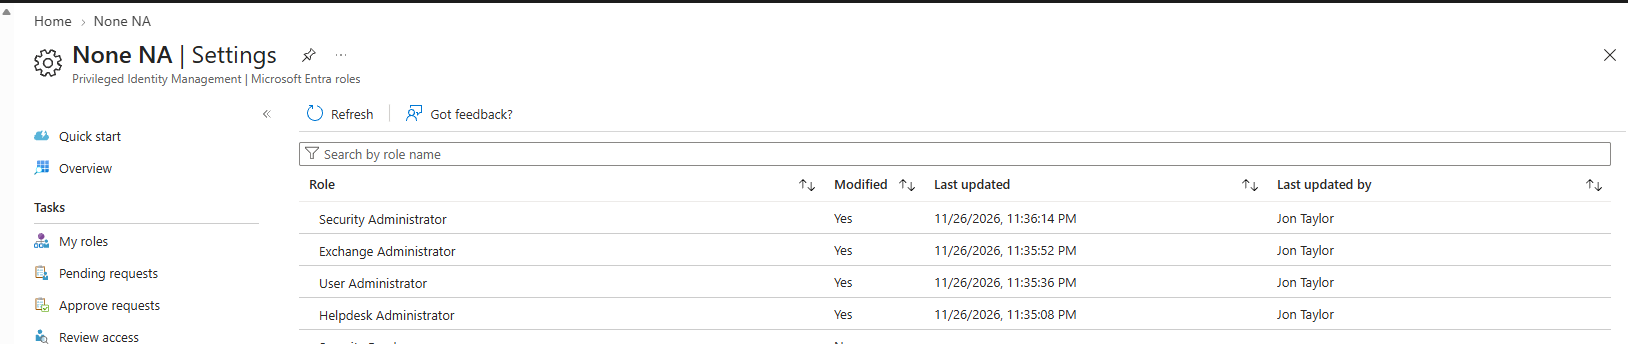 Home > None NA
None NA | Settings
Privileged Identity Management | Microsoft Entra roles
Quick start
Overview
Tasks
My roles
Pending requests
Approve requests
Review access
Refresh
Got feedback?
Search by role name
Role Modified Last updated Last updated by
Security Administrator Yes 11/26/2026, 11:36:14 PM Jon Taylor
Exchange Administrator Yes 11/26/2026, 11:35:52 PM Jon Taylor
User Administrator Yes 11/26/2026, 11:35:36 PM Jon Taylor
Helpdesk Administrator Yes 11/26/2026, 11:35:08 PM Jon Taylor